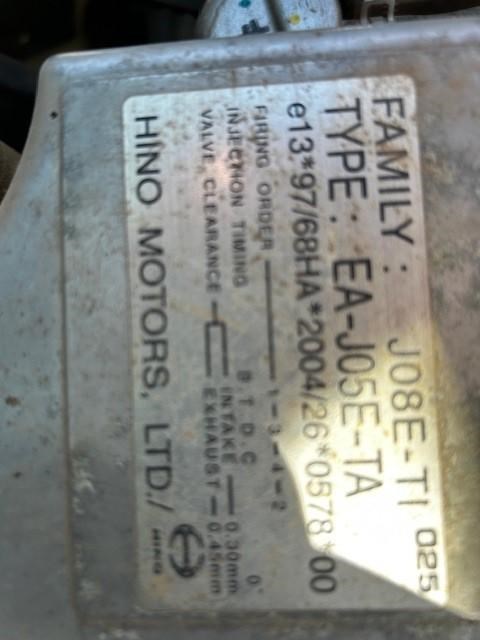 FAMILY : J08E-TI 025
TYPE : EA-J05E-TA
e13*97/68HA*2004/26*0578*00
FIRING ORDER 1-3-4-2
INJECTION TIMING B.T.D.C 0°
VALVE CLEARANCE INTAKE — 0.30mm
EXHAUST — 0.45mm
HINO MOTORS, LTD./ HINO